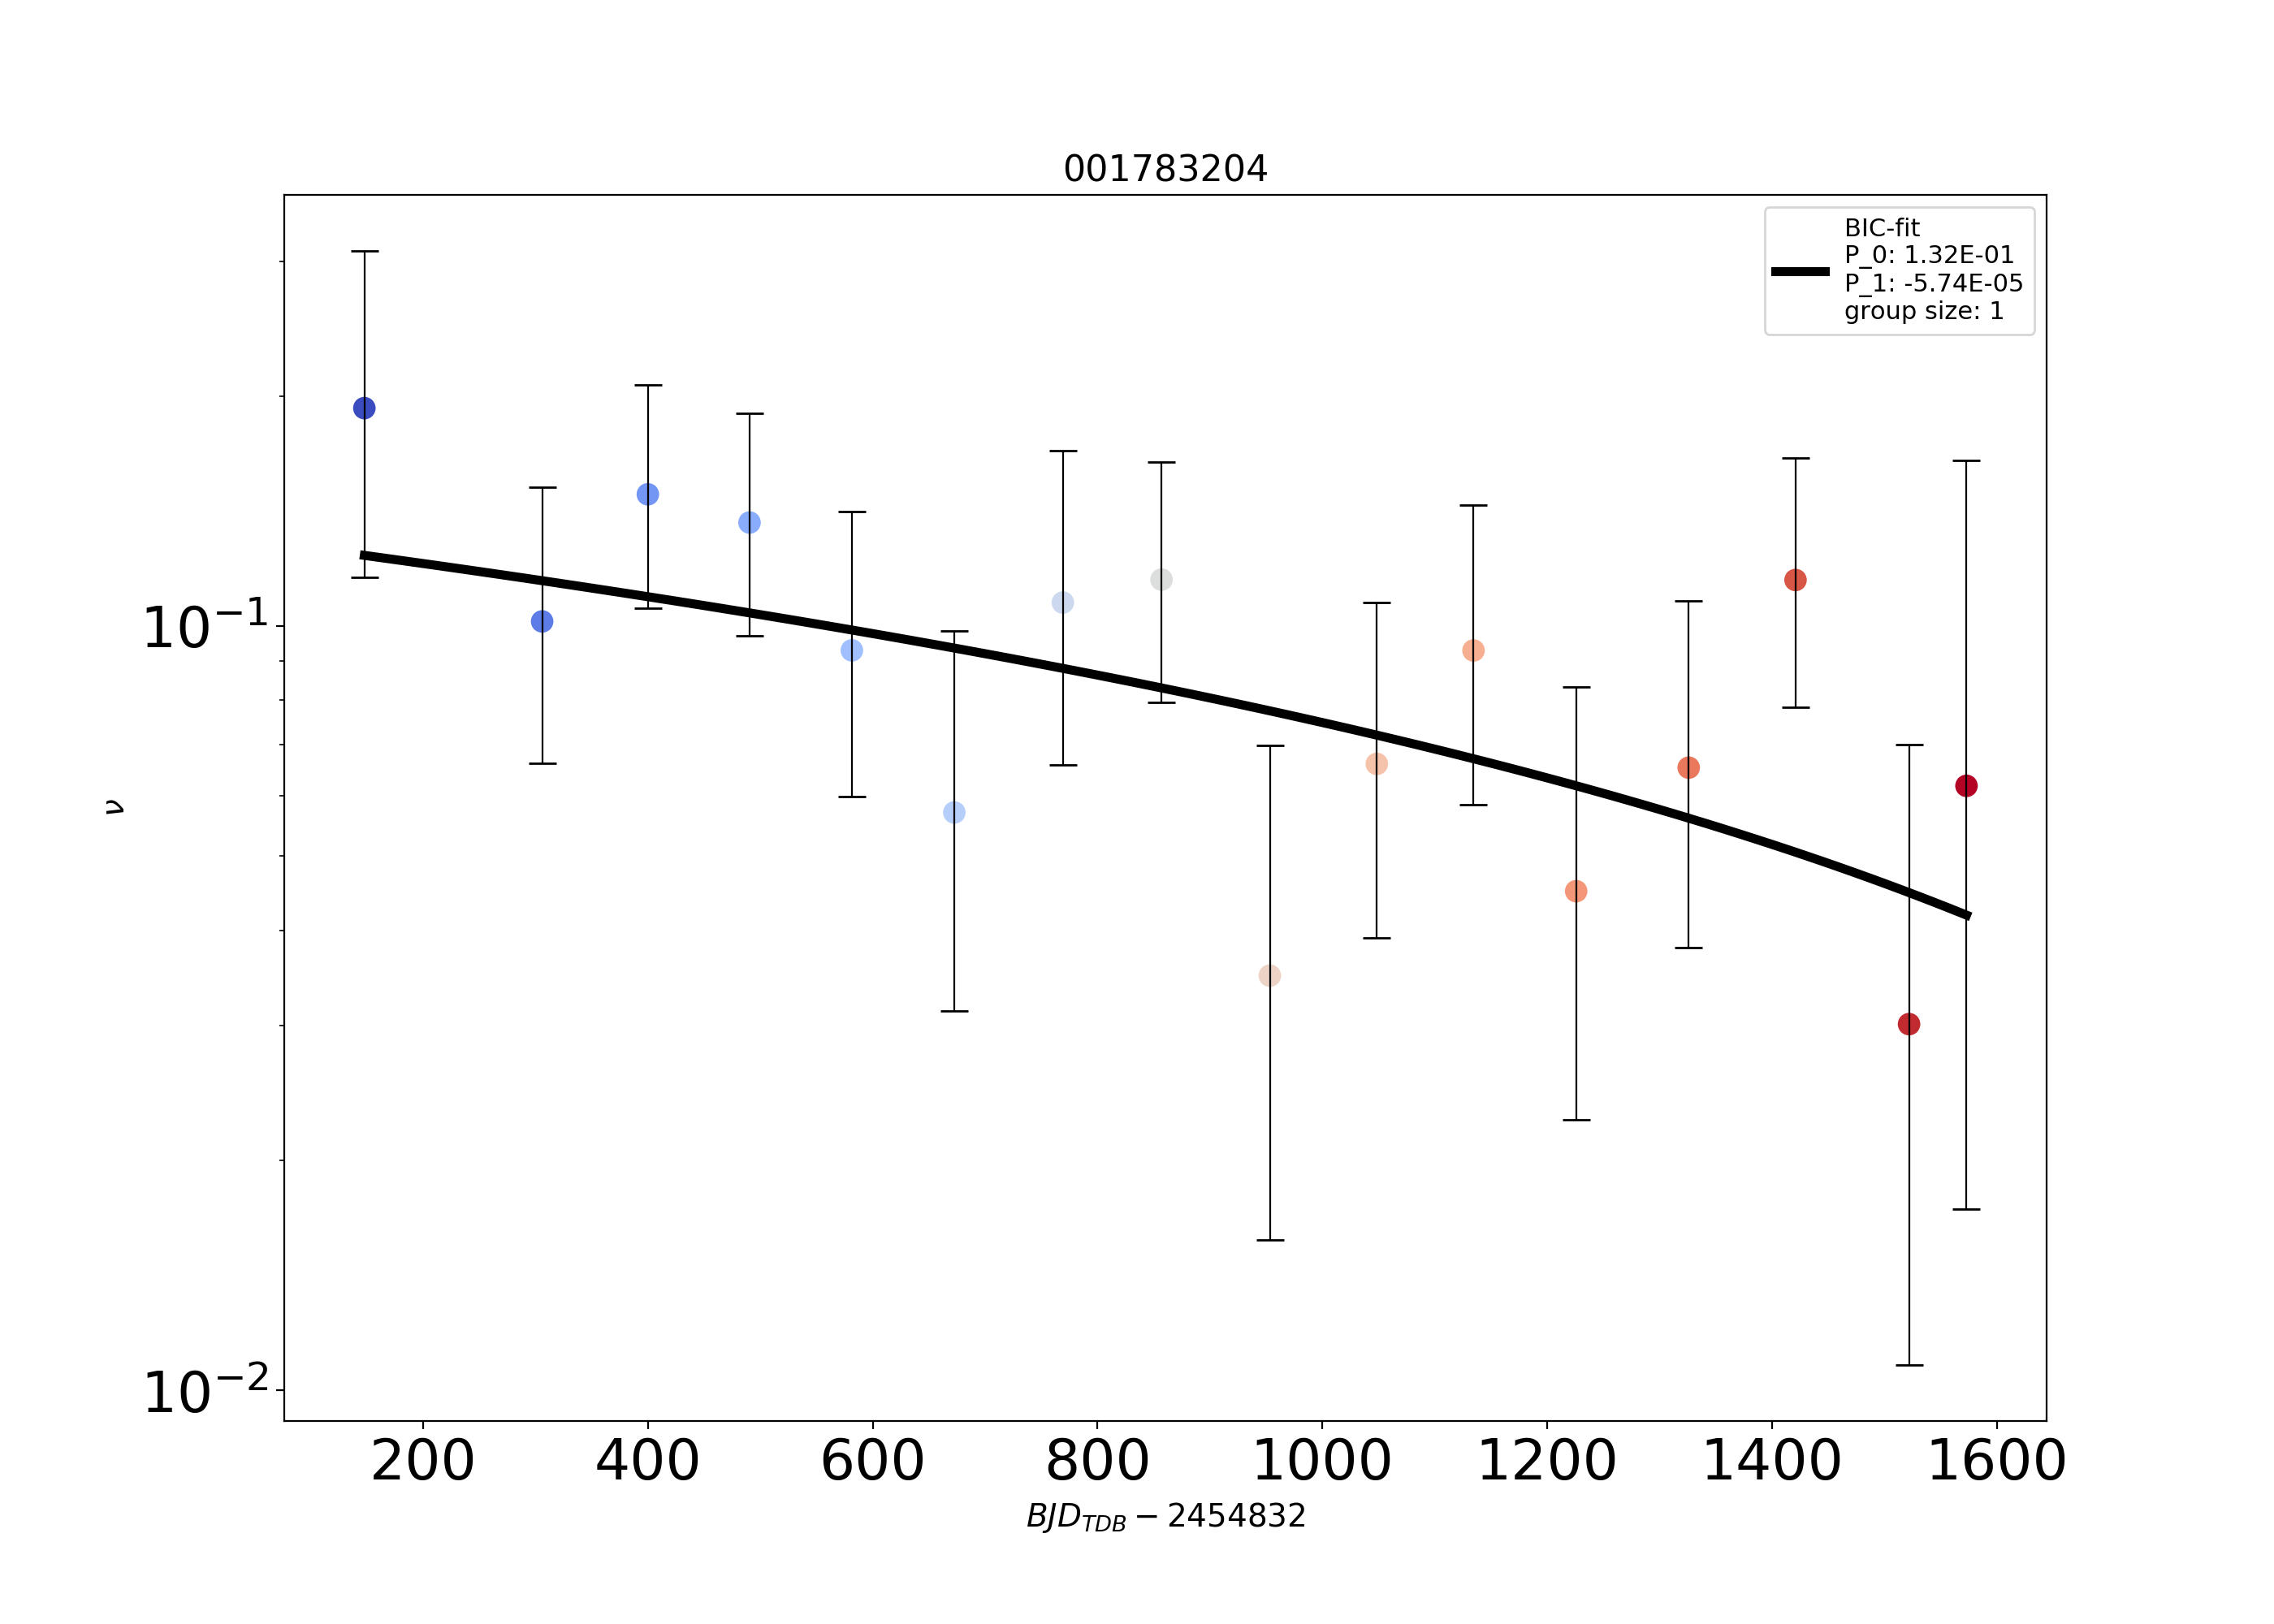 001783204
BIC-fit
P_0: 1.32E-01
P_1: -5.74E-05
group size: 1
ν
10⁻¹
10⁻²
200 400 600 800 1000 1200 1400 1600
BJD_TDB − 2454832